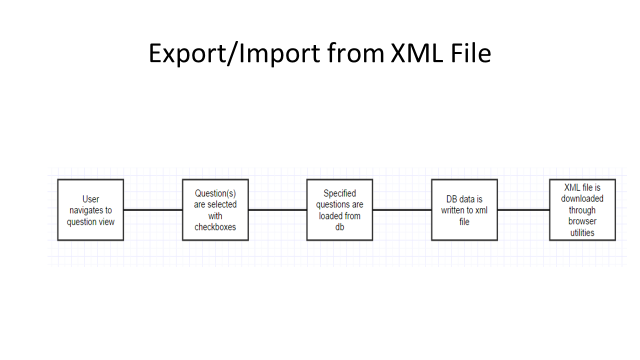 Export/Import from XML File
User
navigates to
question view
Question(s)
are selected
with
checkboxes
Specified
questions are
loaded from
db
DB data is
written to xml
file
XML file is
downloaded
through
browser
utilities